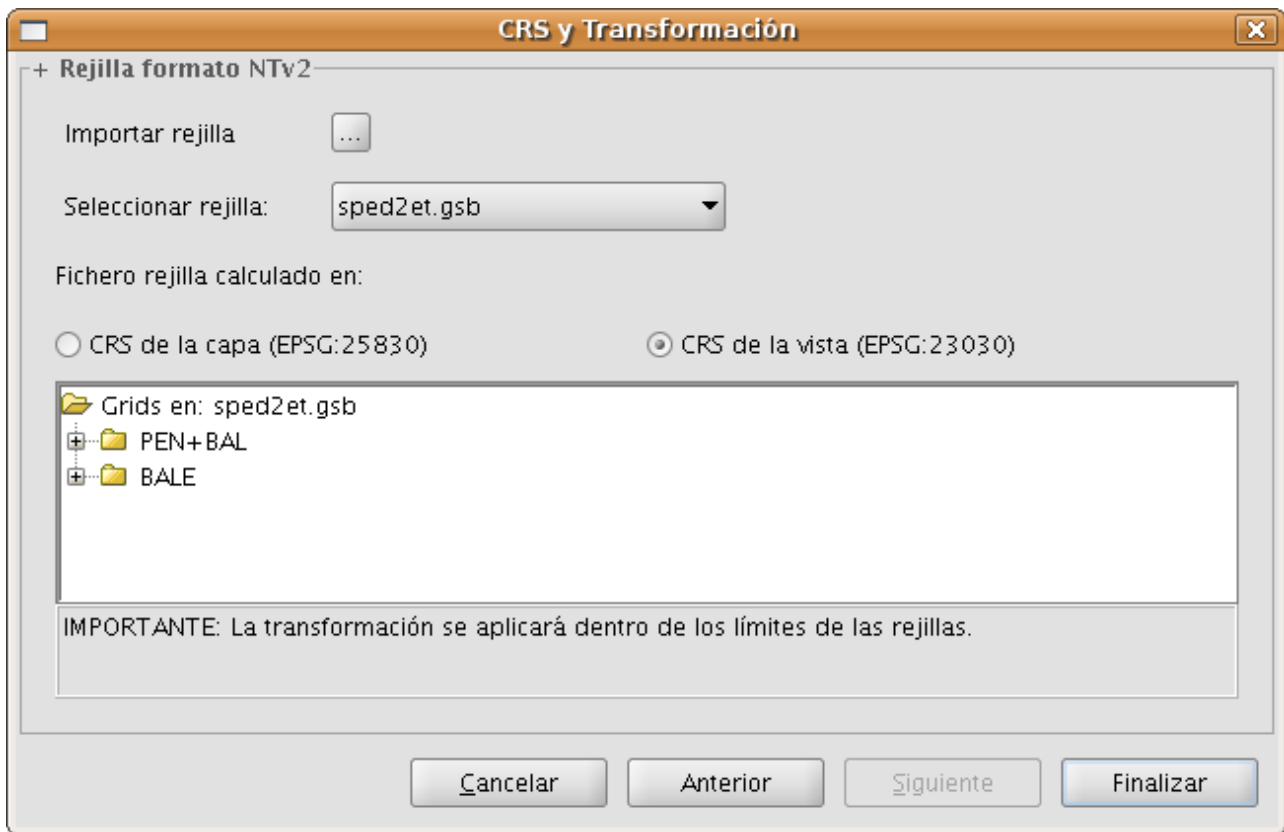 CRS y Transformación
+ Rejilla formato NTv2
Importar rejilla ...
Seleccionar rejilla: sped2et.gsb
Fichero rejilla calculado en:
CRS de la capa (EPSG:25830) CRS de la vista (EPSG:23030)
Grids en: sped2et.gsb
PEN+BAL
BALE
IMPORTANTE: La transformación se aplicará dentro de los límites de las rejillas.
Cancelar Anterior Siguiente Finalizar